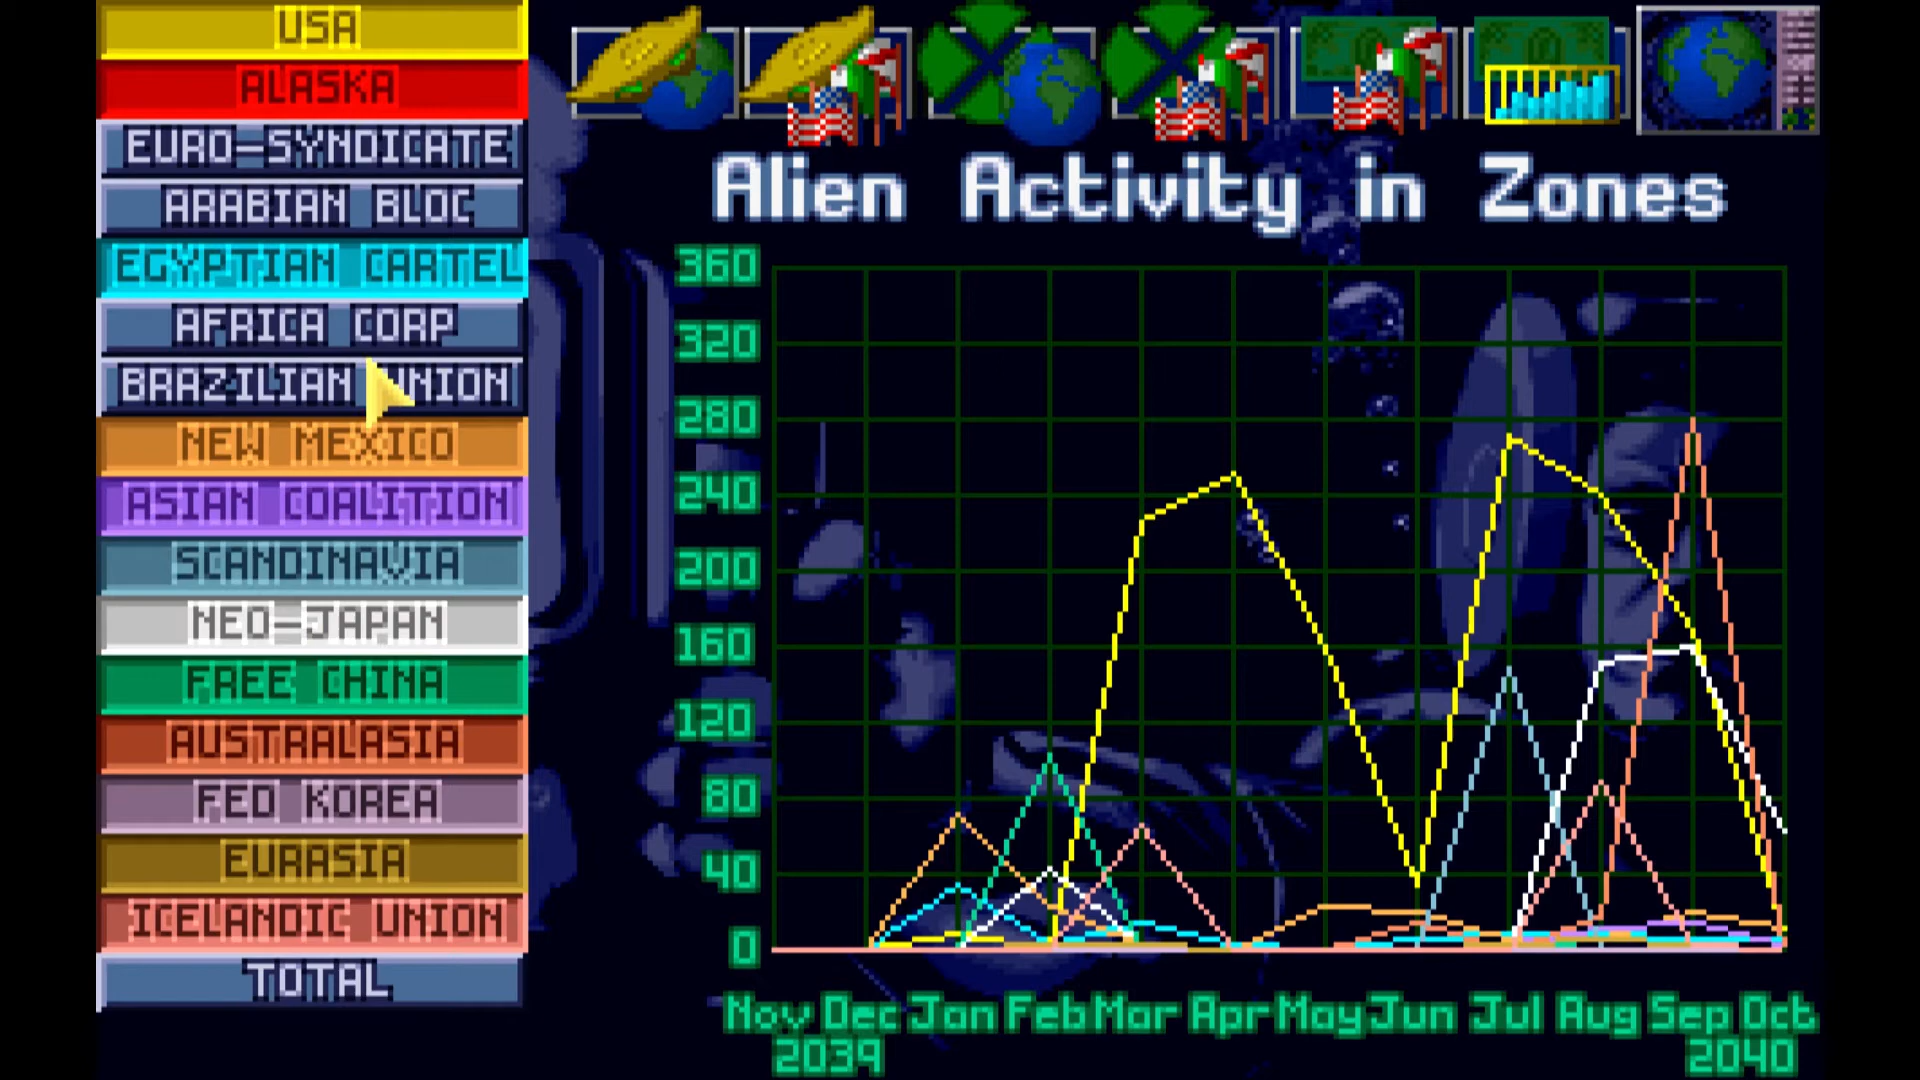 USA
ALASKA
EURO-SYNDICATE
ARABIAN BLOC
EGYPTIAN CARTEL
AFRICA CORP
BRAZILIAN UNION
NEW MEXICO
ASIAN COALITION
SCANDINAVIA
NEO-JAPAN
FREE CHINA
AUSTRALASIA
FED KOREA
EURASIA
ICELANDIC UNION
TOTAL
Alien Activity in Zones
360
320
280
240
200
160
120
80
40
0
Nov Dec Jan Feb Mar Apr May Jun Jul Aug Sep Oct
2039 2040